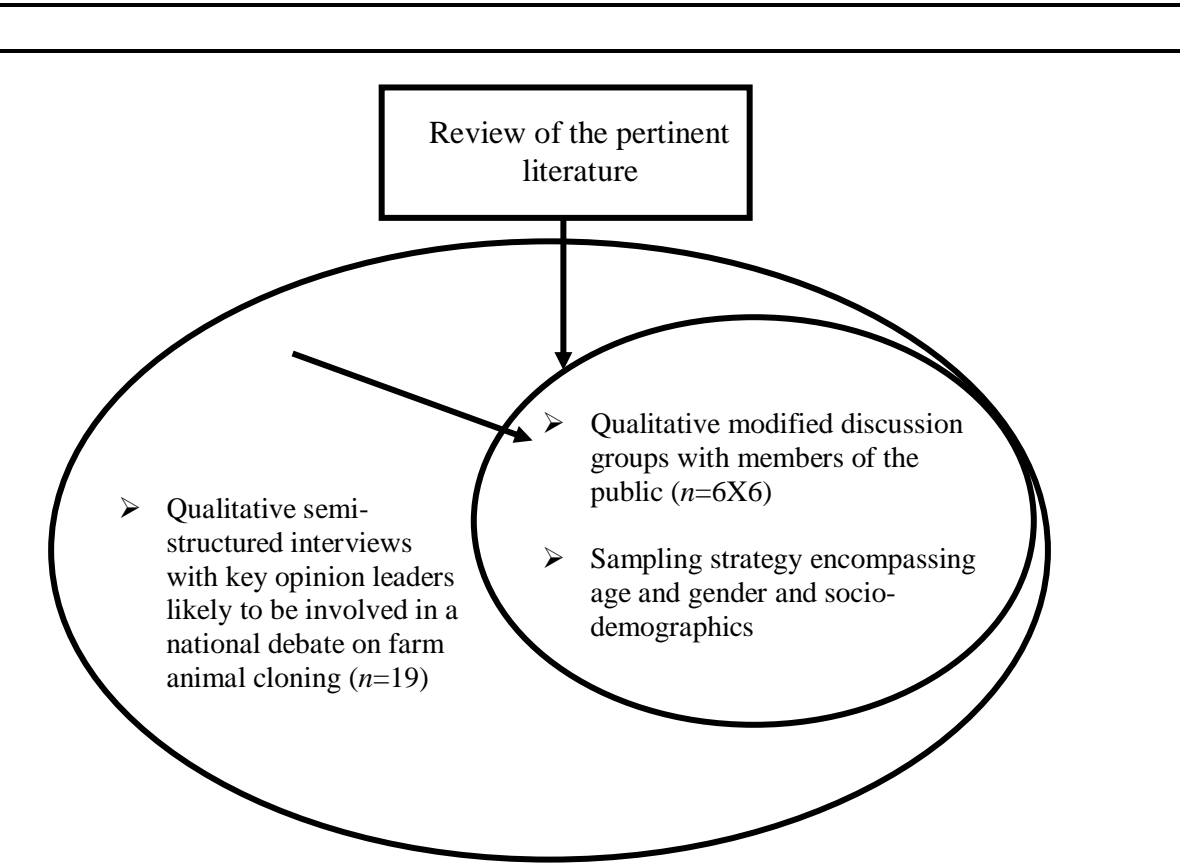 Review of the pertinent
literature
➢ Qualitative modified discussion
groups with members of the
public (n=6X6)
➢ Sampling strategy encompassing
age and gender and socio-
demographics
➢ Qualitative semi-
structured interviews
with key opinion leaders
likely to be involved in a
national debate on farm
animal cloning (n=19)